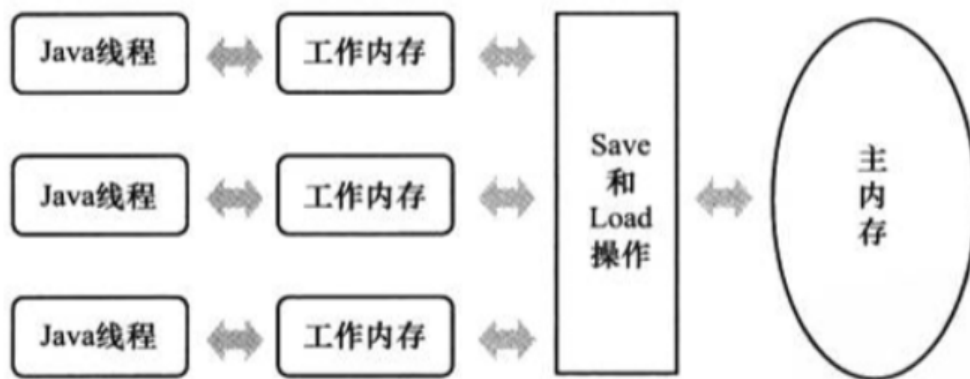 Java线程
工作内存
Java线程
工作内存
Java线程
工作内存
Save
和
Load
操作
主
内
存